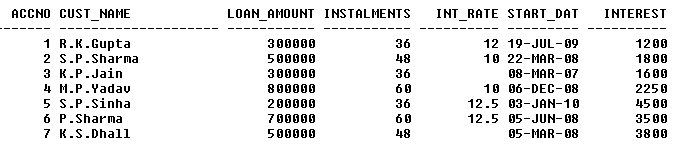 ACCNO CUST_NAME LOAN_AMOUNT INSTALMENTS INT_RATE START_DAT INTEREST
1 R.K.Gupta 300000 36 12 19-JUL-09 1200
2 S.P.Sharma 500000 48 10 22-MAR-08 1800
3 K.P.Jain 300000 36 08-MAR-07 1600
4 M.P.Yadav 800000 60 10 06-DEC-08 2250
5 S.P.Sinha 200000 36 12.5 03-JAN-10 4500
6 P.Sharma 700000 60 12.5 05-JUN-08 3500
7 K.S.Dhall 500000 48 05-MAR-08 3800